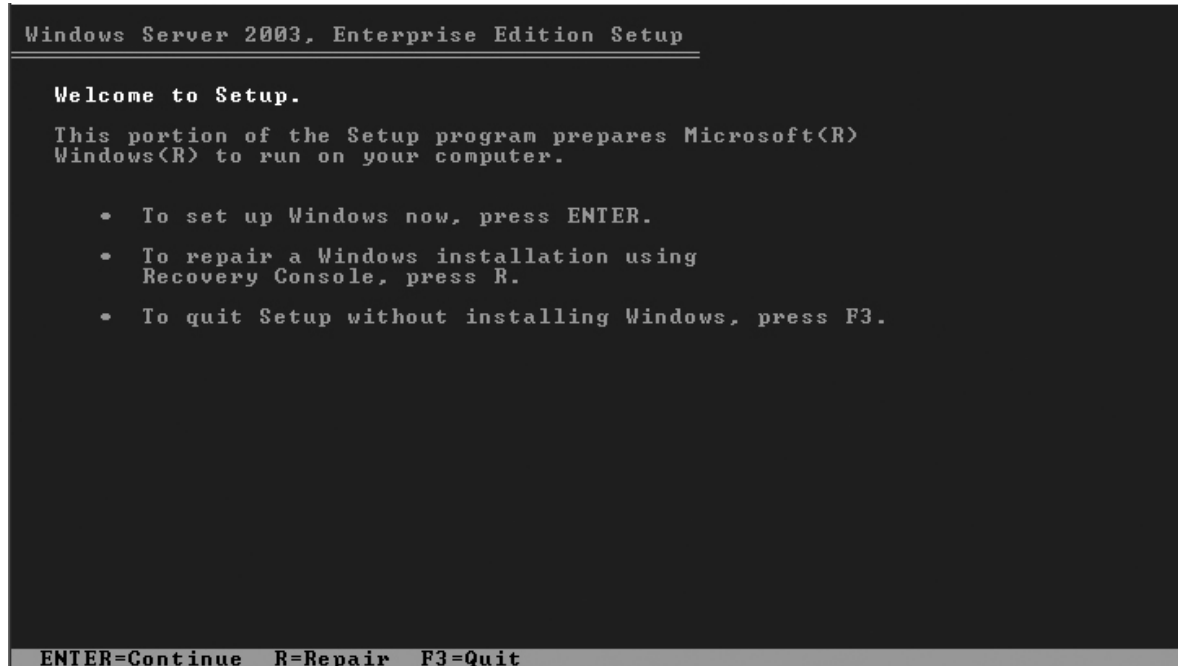 Windows Server 2003, Enterprise Edition Setup
Welcome to Setup.
This portion of the Setup program prepares Microsoft(R)
Windows(R) to run on your computer.
• To set up Windows now, press ENTER.
• To repair a Windows installation using
Recovery Console, press R.
• To quit Setup without installing Windows, press F3.
ENTER=Continue R=Repair F3=Quit